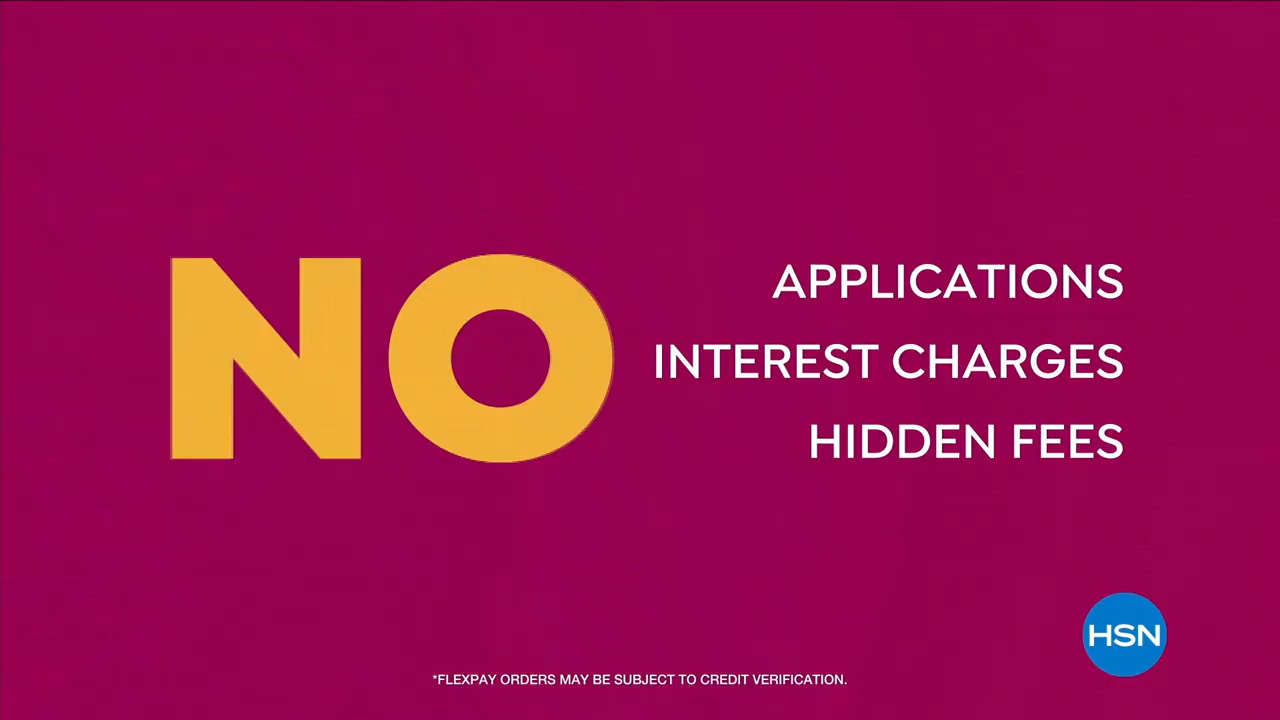 NO
APPLICATIONS
INTEREST CHARGES
HIDDEN FEES
HSN
*FLEXPAY ORDERS MAY BE SUBJECT TO CREDIT VERIFICATION.